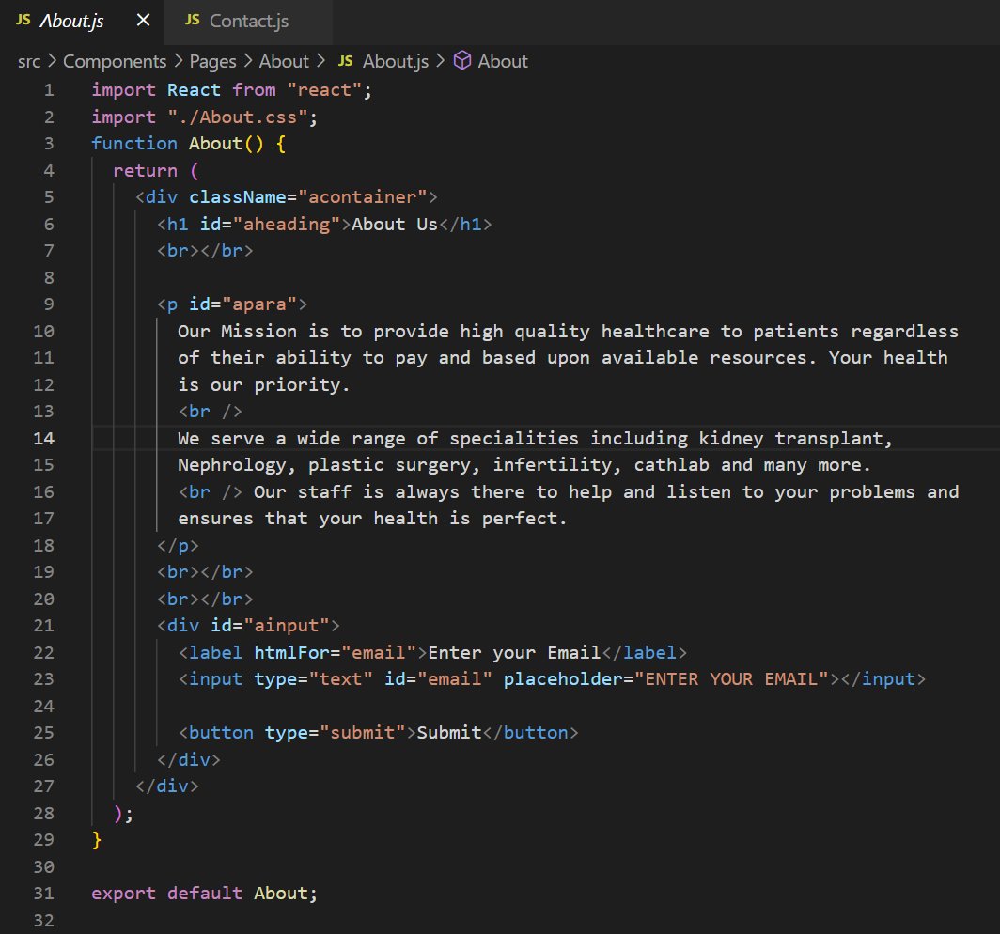 JS About.js × JS Contact.js
src > Components > Pages > About > JS About.js > About
1 import React from "react";
2 import "./About.css";
3 function About() {
4   return (
5     <div className="acontainer">
6       <h1 id="aheading">About Us</h1>
7       <br></br>
8
9       <p id="apara">
10         Our Mission is to provide high quality healthcare to patients regardless
11         of their ability to pay and based upon available resources. Your health
12         is our priority.
13         <br />
14         We serve a wide range of specialities including kidney transplant,
15         Nephrology, plastic surgery, infertility, cathlab and many more.
16         <br /> Our staff is always there to help and listen to your problems and
17         ensures that your health is perfect.
18       </p>
19       <br></br>
20       <br></br>
21       <div id="ainput">
22         <label htmlFor="email">Enter your Email</label>
23         <input type="text" id="email" placeholder="ENTER YOUR EMAIL"></input>
24
25         <button type="submit">Submit</button>
26       </div>
27     </div>
28   );
29 }
30
31 export default About;
32